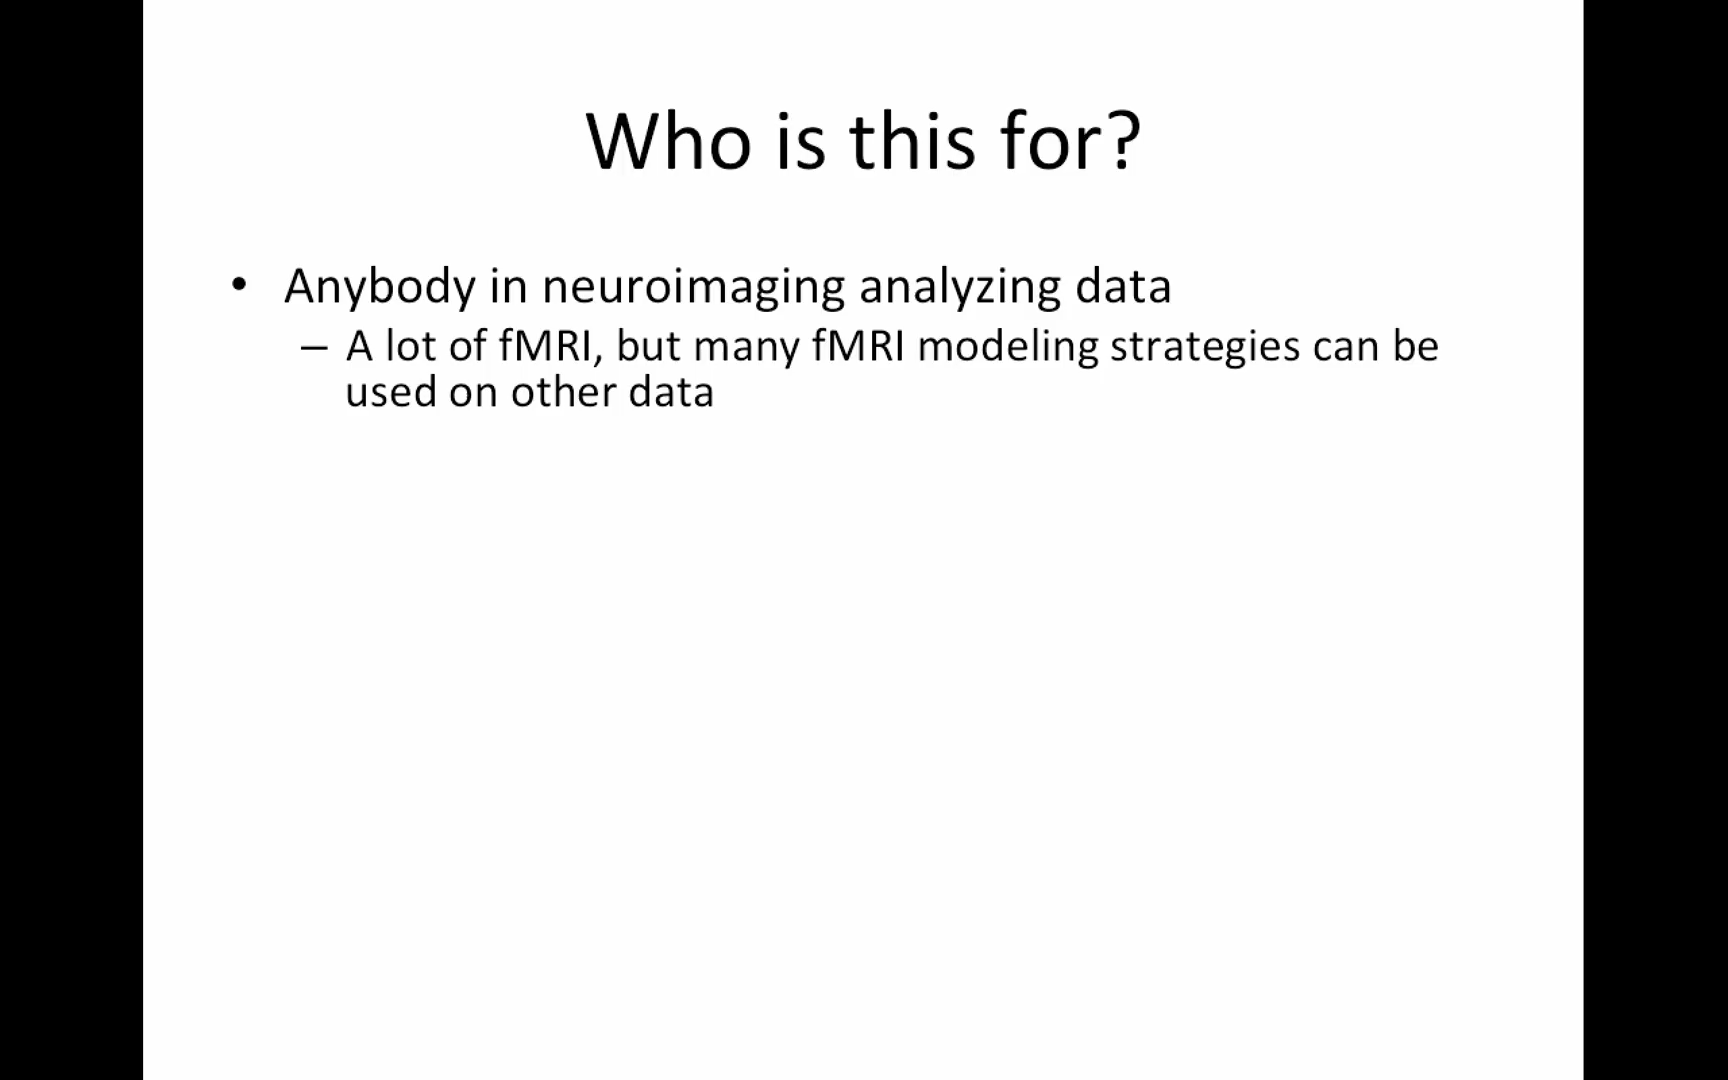 Who is this for?
• Anybody in neuroimaging analyzing data
– A lot of fMRI, but many fMRI modeling strategies can be
used on other data